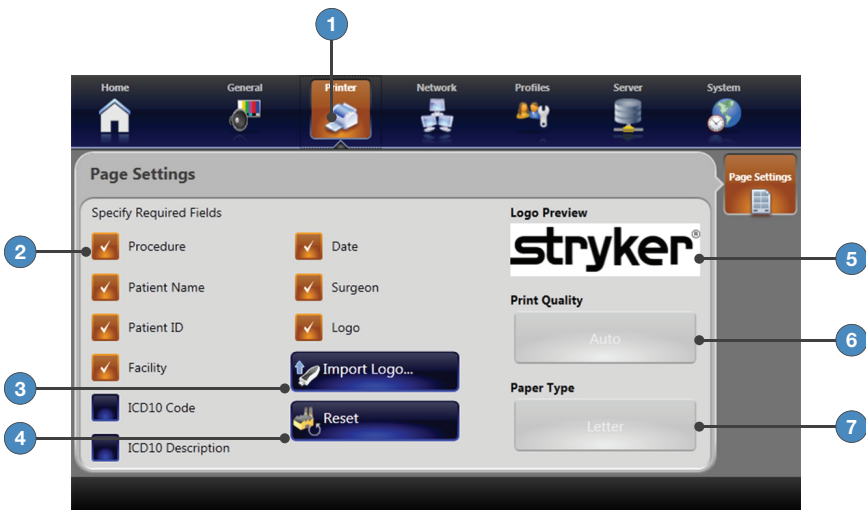 1
Home General Printer Network Profiles Server System
Page Settings
Page Settings
Specify Required Fields
Logo Preview
2
Procedure
Date
stryker®
5
Patient Name
Surgeon
Print Quality
Patient ID
Logo
Auto
6
Facility
Import Logo...
3
Paper Type
ICD10 Code
Reset
Letter
7
4
ICD10 Description